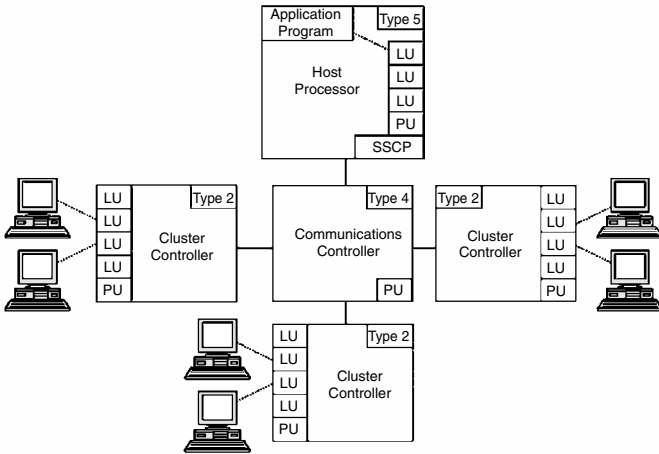 Application
Program
Type 5
LU
Host
Processor
LU
LU
PU
SSCP
LU
LU
LU
LU
PU
Type 2
Cluster
Controller
Type 4
Communications
Controller
PU
Type 2
Cluster
Controller
LU
LU
LU
LU
PU
LU
LU
LU
LU
PU
Type 2
Cluster
Controller